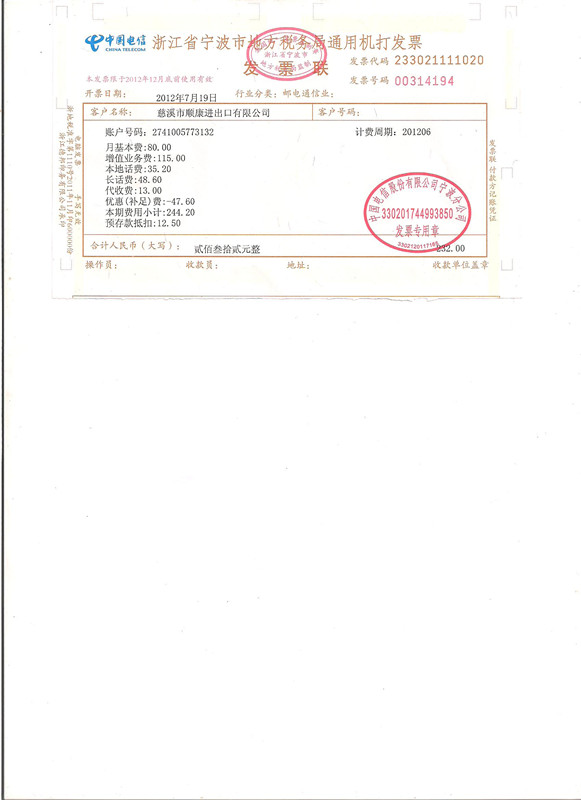 中国电信
CHINA TELECOM
浙江省宁波市地方税务局通用机打发票
发票联
浙江省宁波市
发票代码 233021111020
发票号码 00314194
本发票限于2012年12月底前使用有效
开票日期: 2012年7月19日 行业分类: 邮电通信业:
客户名称: 慈溪市顺康进出口有限公司 客户号码:
账户号码: 2741005773132 计费周期: 201206
月基本费:80.00
增值业务费:115.00
本地话费:35.20
长话费:48.60
代收费:13.00
优惠(补足)费:-47.60
本期费用小计:244.20
预存款抵扣:12.50
中国电信股份有限公司宁波分公司
330201744993850
发票专用章
合计人民币(大写): 贰佰叁拾贰元整 232.00
操作员: 收款员: 地址: 收款单位盖章
发票联 付款方记账凭证
电脑发票 手写无效